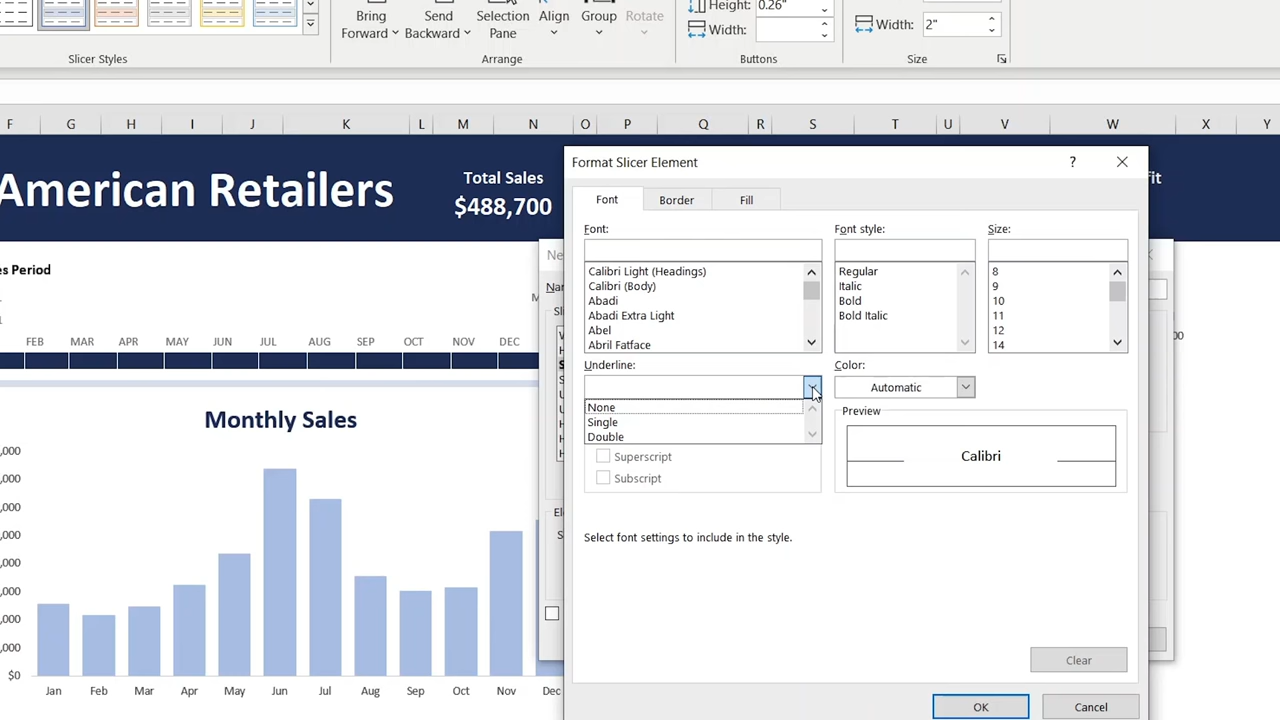 Bring
Forward
Send
Backward
Selection
Pane
Align
Group
Rotate
Height:
0.26"
Width:
Width:
2"
Slicer Styles
Arrange
Buttons
Size
F G H I J K L M N O P Q R S T U V W X Y
American Retailers
Total Sales
$488,700
Format Slicer Element
?
Font
Border
Fill
Font:
Font style:
Size:
Calibri Light (Headings)
Calibri (Body)
Abadi
Abadi Extra Light
Abel
Abril Fatface
Regular
Italic
Bold
Bold Italic
8
9
10
11
12
14
Underline:
None
Single
Double
Color:
Automatic
Superscript
Subscript
Preview
Calibri
Select font settings to include in the style.
Clear
OK
Cancel
Period
FEB MAR APR MAY JUN JUL AUG SEP OCT NOV DEC
Monthly Sales
$0
Jan Feb Mar Apr May Jun Jul Aug Sep Oct Nov Dec